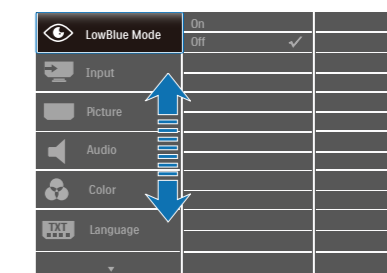 LowBlue Mode
On
Off
Input
Picture
Audio
Color
TXT
Language